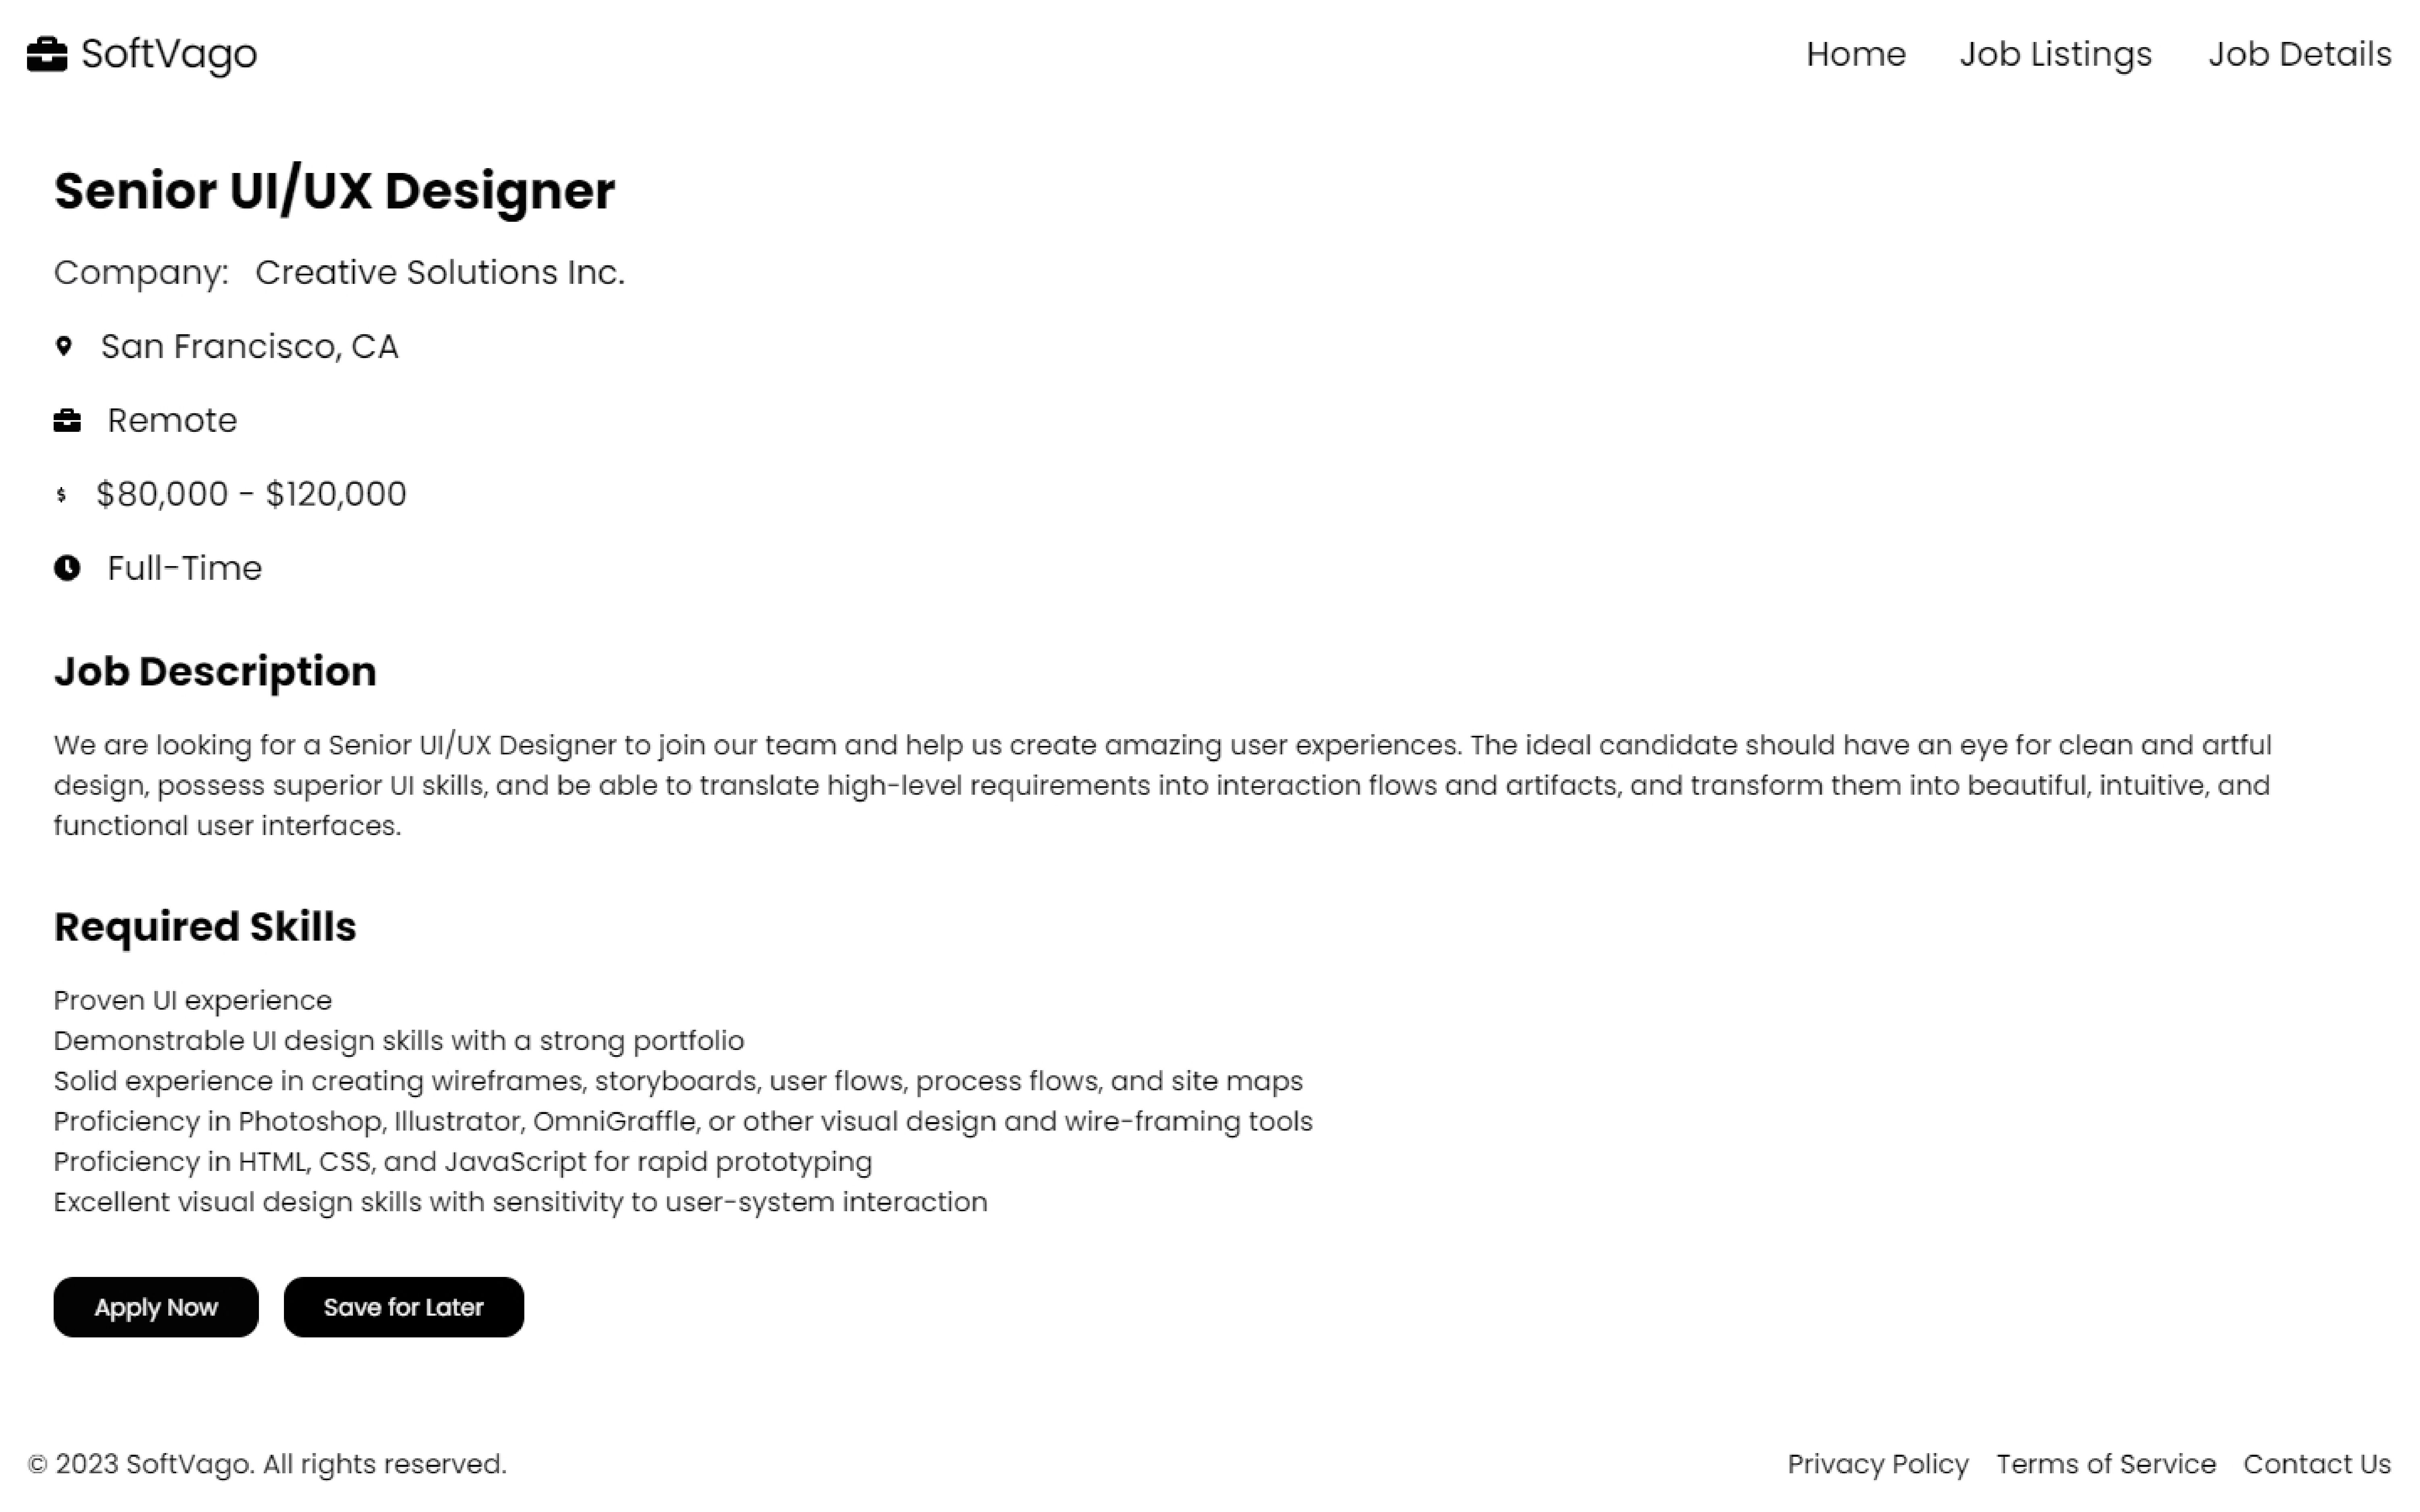 SoftVago
Home Job Listings Job Details
Senior UI/UX Designer
Company: Creative Solutions Inc.
San Francisco, CA
Remote
$ $80,000 - $120,000
Full-Time
Job Description
We are looking for a Senior UI/UX Designer to join our team and help us create amazing user experiences. The ideal candidate should have an eye for clean and artful
design, possess superior UI skills, and be able to translate high-level requirements into interaction flows and artifacts, and transform them into beautiful, intuitive, and
functional user interfaces.
Required Skills
Proven UI experience
Demonstrable UI design skills with a strong portfolio
Solid experience in creating wireframes, storyboards, user flows, process flows, and site maps
Proficiency in Photoshop, Illustrator, OmniGraffle, or other visual design and wire-framing tools
Proficiency in HTML, CSS, and JavaScript for rapid prototyping
Excellent visual design skills with sensitivity to user-system interaction
Apply Now Save for Later
© 2023 SoftVago. All rights reserved.
Privacy Policy Terms of Service Contact Us